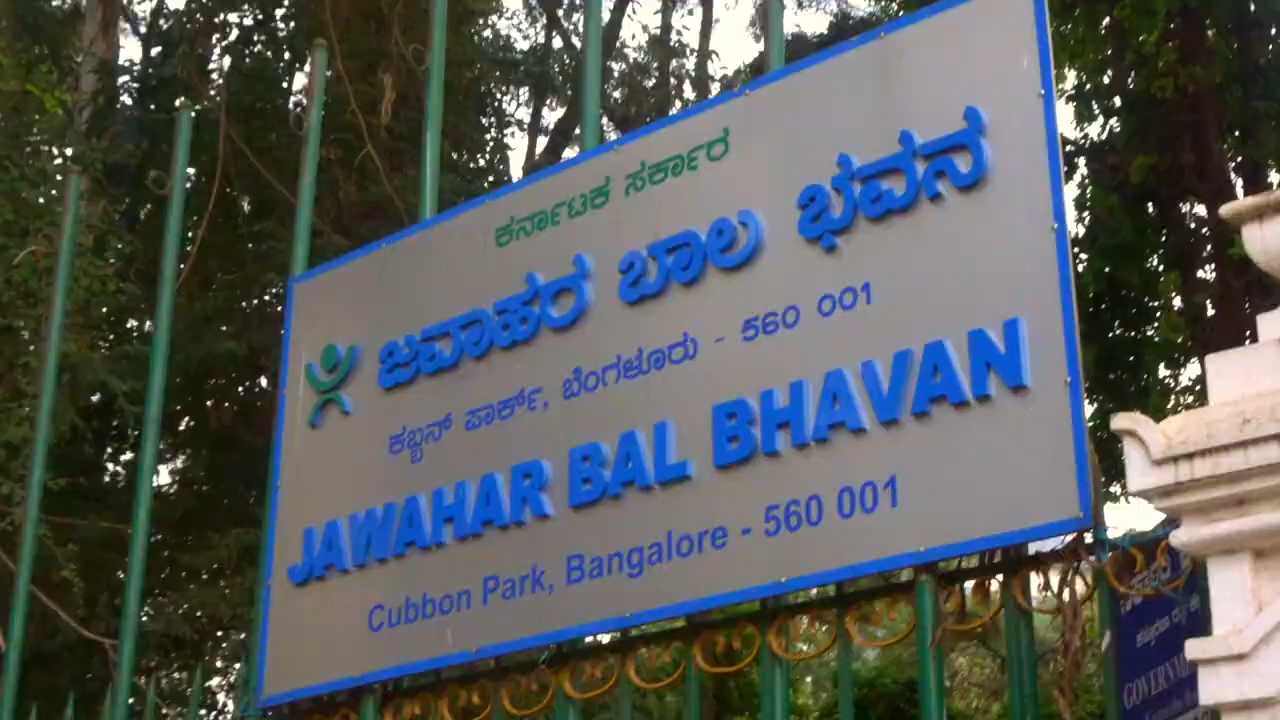 ಕರ್ನಾಟಕ ಸರ್ಕಾರ
ಜವಾಹರ ಬಾಲ ಭವನ
ಕಬ್ಬನ್ ಪಾರ್ಕ್, ಬೆಂಗಳೂರು - 560 001
JAWAHAR BAL BHAVAN
Cubbon Park, Bangalore - 560 001